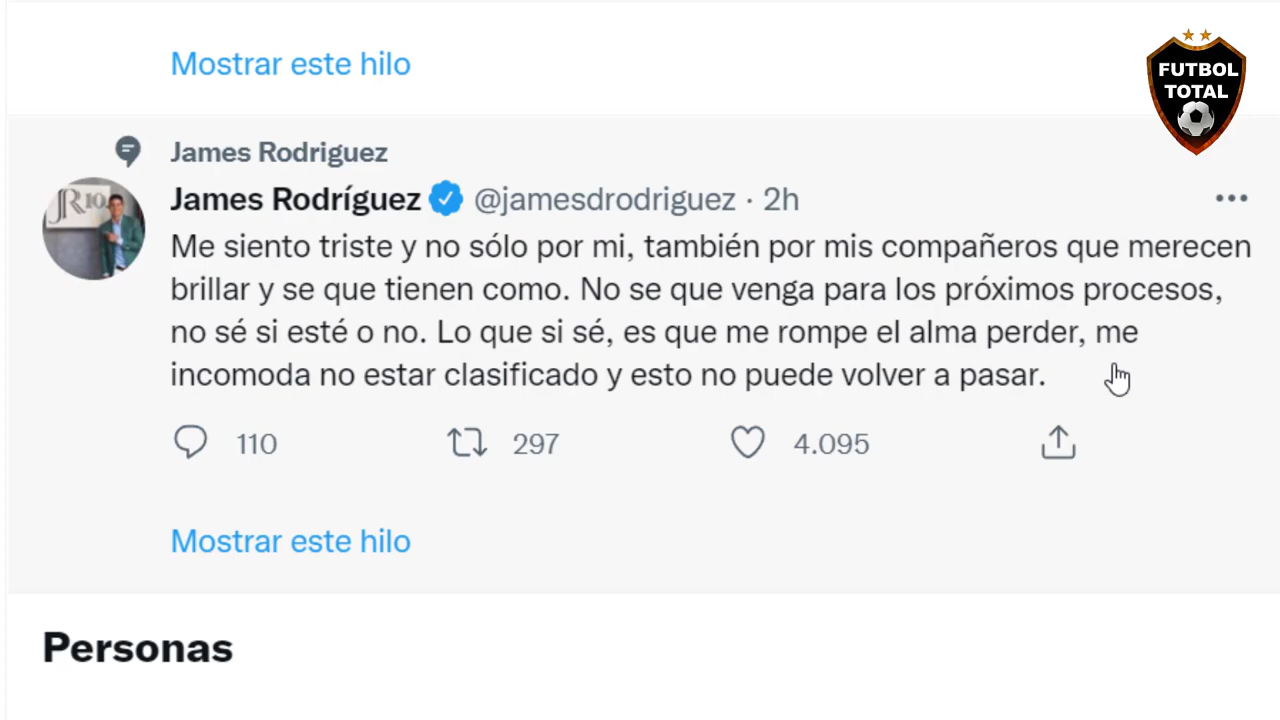 Mostrar este hilo
FUTBOL
TOTAL
James Rodriguez
James Rodríguez @jamesdrodriguez · 2h
JR 10
Me siento triste y no sólo por mi, también por mis compañeros que merecen
brillar y se que tienen como. No se que venga para los próximos procesos,
no sé si esté o no. Lo que si sé, es que me rompe el alma perder, me
incomoda no estar clasificado y esto no puede volver a pasar.
110 297 4.095
Mostrar este hilo
Personas